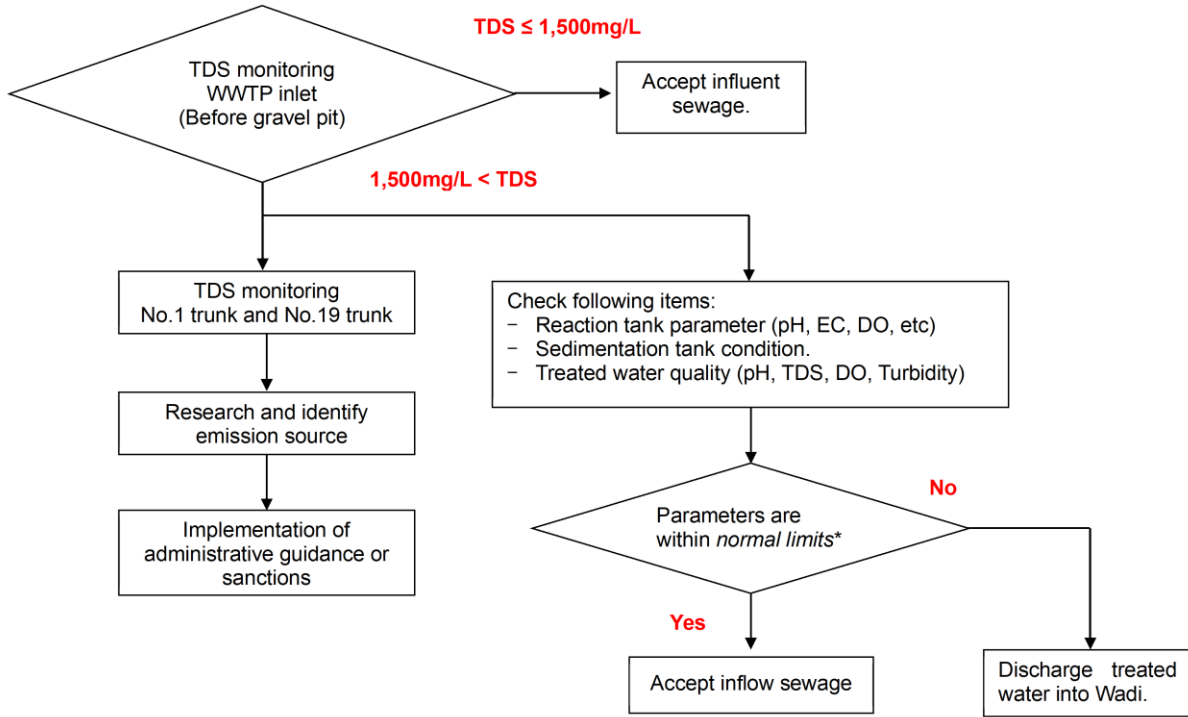 TDS ≤ 1,500mg/L
TDS monitoring
WWTP inlet
(Before gravel pit)
Accept influent
sewage.
1,500mg/L < TDS
TDS monitoring
No.1 trunk and No.19 trunk
Research and identify
emission source
Implementation of
administrative guidance or
sanctions
Check following items:
− Reaction tank parameter (pH, EC, DO, etc)
− Sedimentation tank condition.
− Treated water quality (pH, TDS, DO, Turbidity)
Parameters are
within normal limits*
No
Yes
Accept inflow sewage
Discharge treated
water into Wadi.